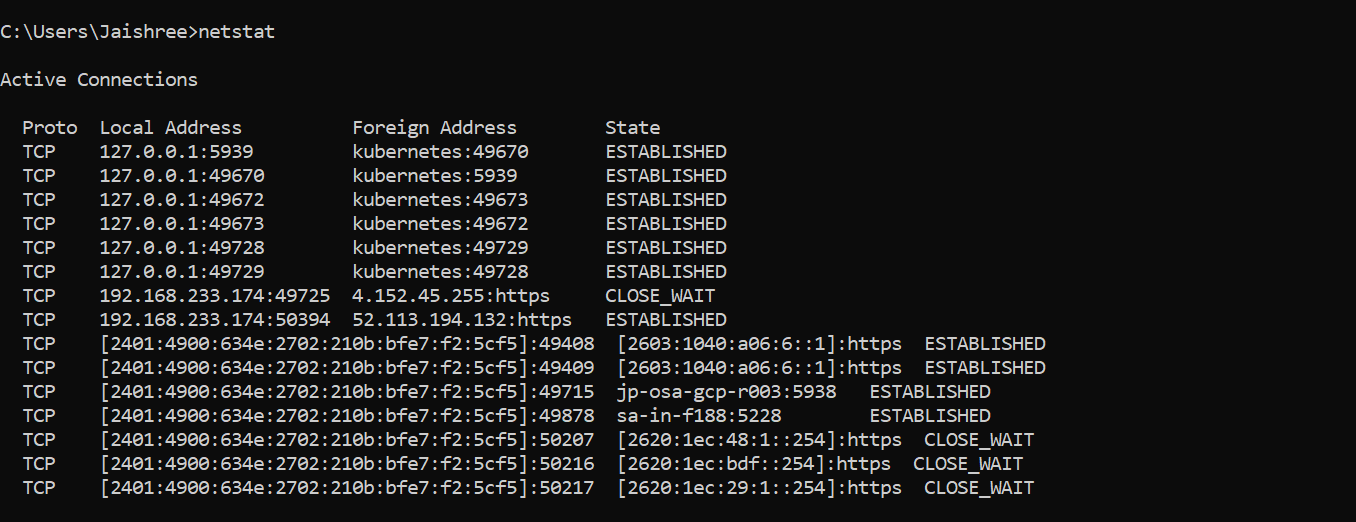 C:\Users\Jaishree>netstat
Active Connections
Proto  Local Address          Foreign Address        State
TCP    127.0.0.1:5939         kubernetes:49670       ESTABLISHED
TCP    127.0.0.1:49670        kubernetes:5939        ESTABLISHED
TCP    127.0.0.1:49672        kubernetes:49673       ESTABLISHED
TCP    127.0.0.1:49673        kubernetes:49672       ESTABLISHED
TCP    127.0.0.1:49728        kubernetes:49729       ESTABLISHED
TCP    127.0.0.1:49729        kubernetes:49728       ESTABLISHED
TCP    192.168.233.174:49725  4.152.45.255:https     CLOSE_WAIT
TCP    192.168.233.174:50394  52.113.194.132:https   ESTABLISHED
TCP    [2401:4900:634e:2702:210b:bfe7:f2:5cf5]:49408  [2603:1040:a06:6::1]:https  ESTABLISHED
TCP    [2401:4900:634e:2702:210b:bfe7:f2:5cf5]:49409  [2603:1040:a06:6::1]:https  ESTABLISHED
TCP    [2401:4900:634e:2702:210b:bfe7:f2:5cf5]:49715  jp-osa-gcp-r003:5938   ESTABLISHED
TCP    [2401:4900:634e:2702:210b:bfe7:f2:5cf5]:49878  sa-in-f188:5228        ESTABLISHED
TCP    [2401:4900:634e:2702:210b:bfe7:f2:5cf5]:50207  [2620:1ec:48:1::254]:https  CLOSE_WAIT
TCP    [2401:4900:634e:2702:210b:bfe7:f2:5cf5]:50216  [2620:1ec:bdf::254]:https  CLOSE_WAIT
TCP    [2401:4900:634e:2702:210b:bfe7:f2:5cf5]:50217  [2620:1ec:29:1::254]:https  CLOSE_WAIT